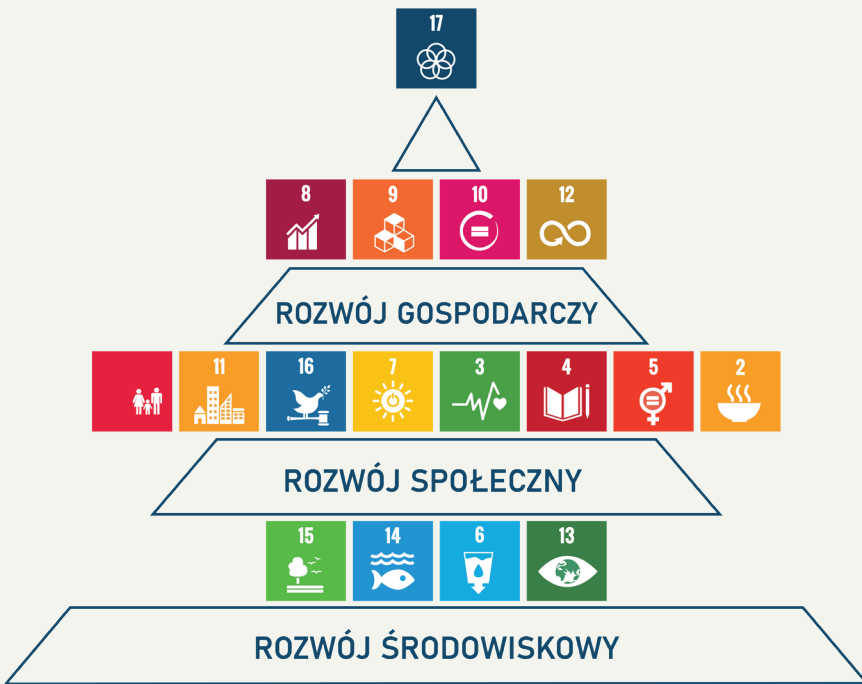 17
8 9 10 12
ROZWÓJ GOSPODARCZY
11 16 7 3 4 5 2
ROZWÓJ SPOŁECZNY
15 14 6 13
ROZWÓJ ŚRODOWISKOWY